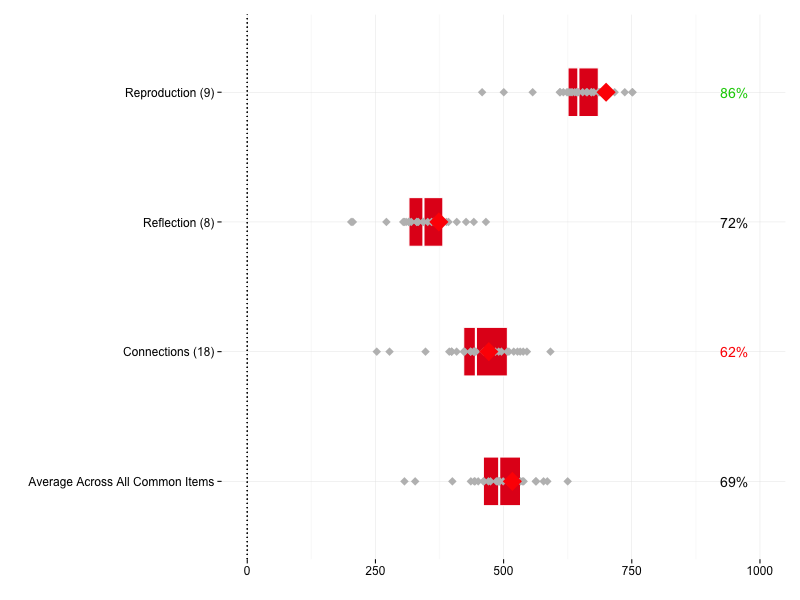 Reproduction (9) 86%
Reflection (8) 72%
Connections (18) 62%
Average Across All Common Items 69%
0 250 500 750 1000